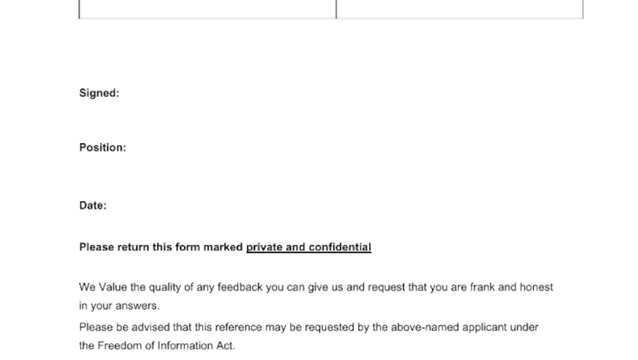 Signed:
Position:
Date:
Please return this form marked private and confidential
We Value the quality of any feedback you can give us and request that you are frank and honest
in your answers.
Please be advised that this reference may be requested by the above-named applicant under
the Freedom of Information Act.